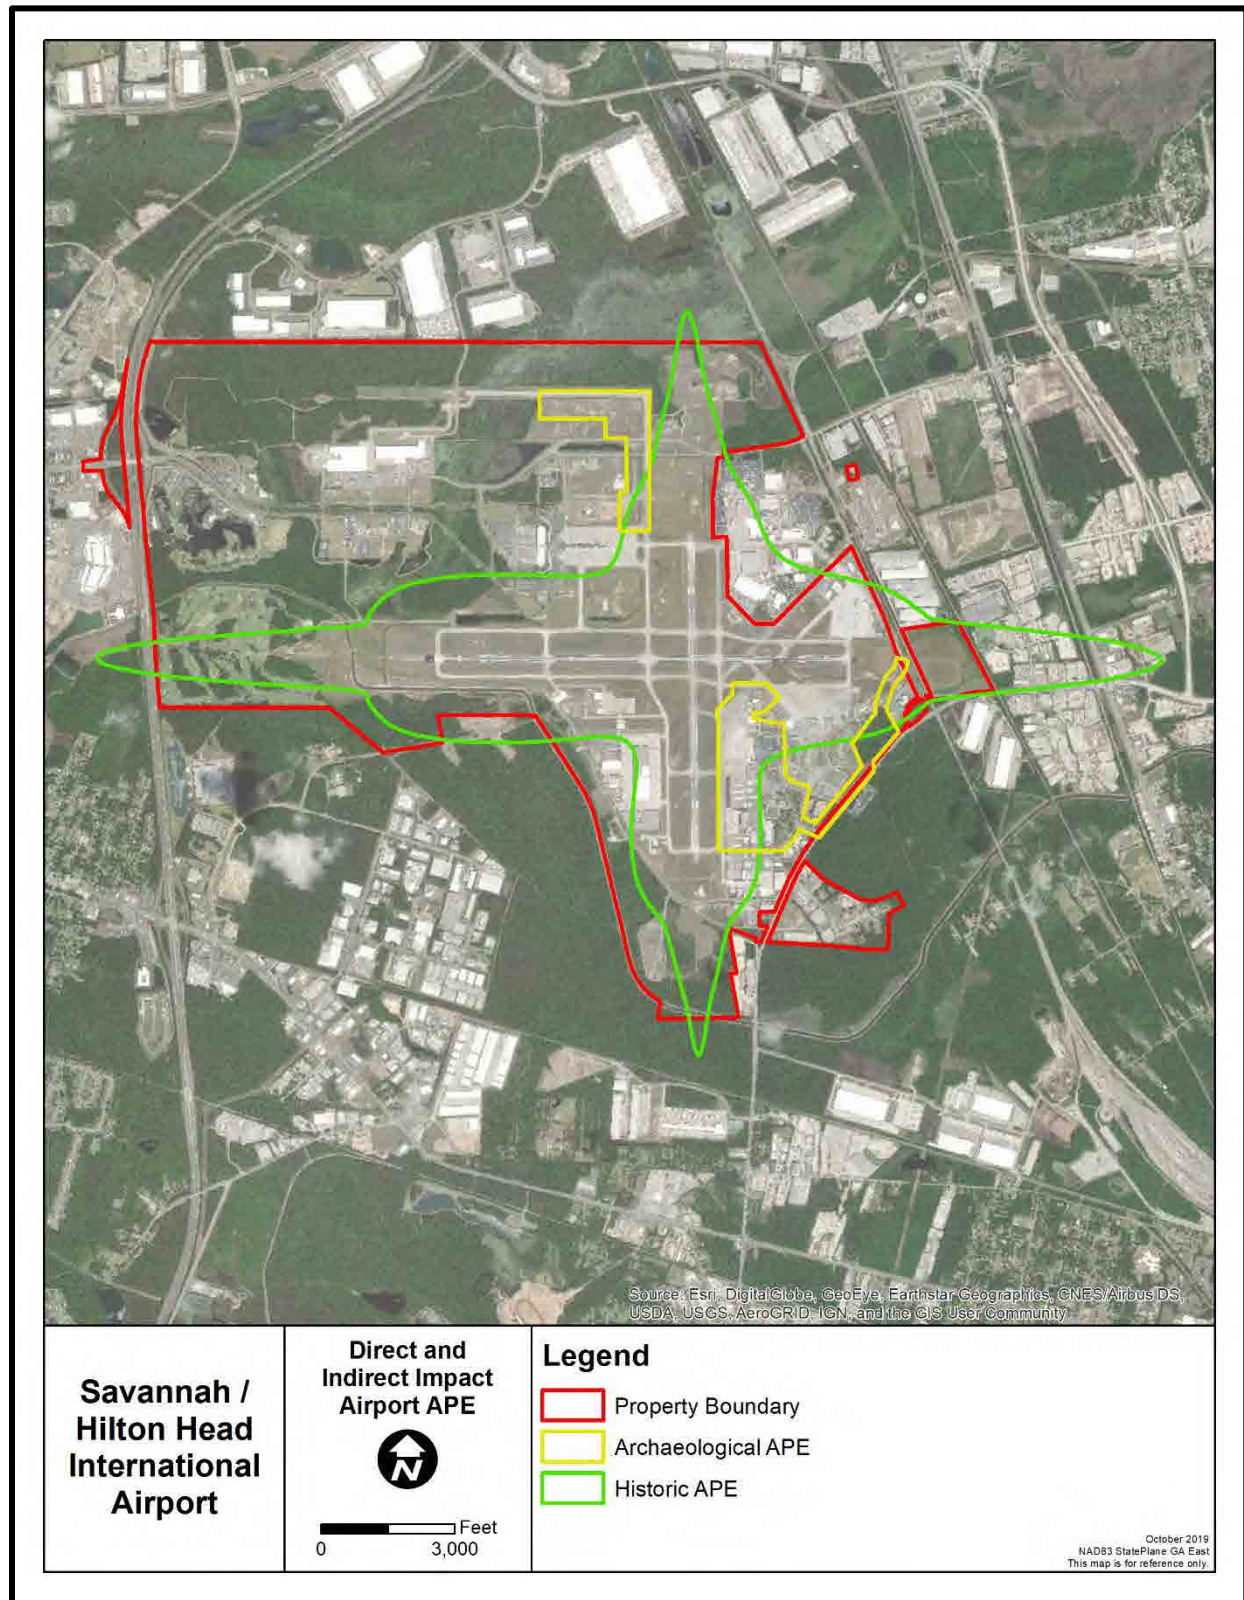 Source: Esri, DigitalGlobe, GeoEye, Earthstar Geographics, CNES/Airbus DS,
USDA, USGS, AeroGRID, IGN, and the GIS User Community
Savannah /
Hilton Head
International
Airport
Direct and
Indirect Impact
Airport APE
N
Feet
0 3,000
Legend
Property Boundary
Archaeological APE
Historic APE
October 2019
NAD83 StatePlane GA East
This map is for reference only.